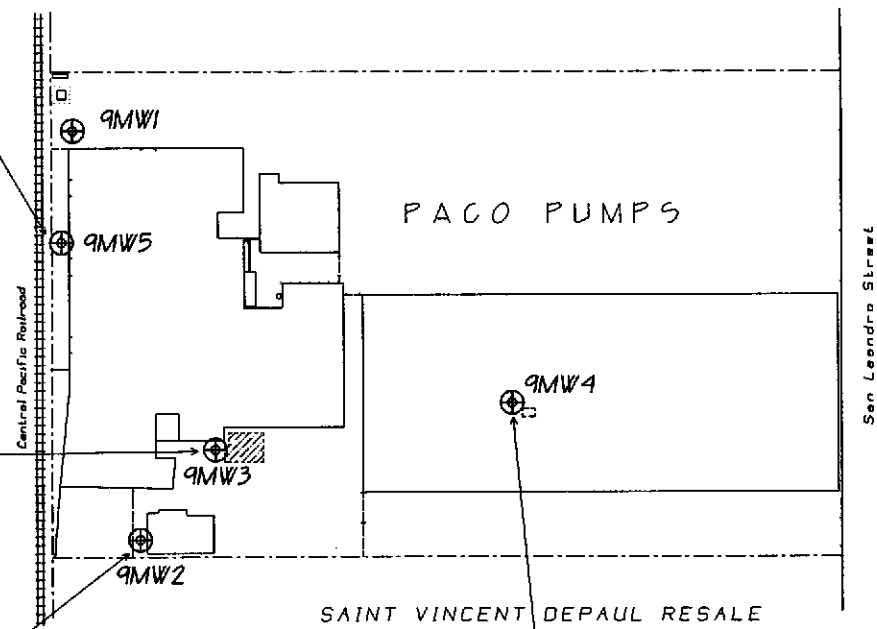 9MW1
PACO PUMPS
9MW5
San Leandro Street
Central Pacific Railroad
9MW4
9MW3
9MW2
SAINT VINCENT DEPAUL RESALE